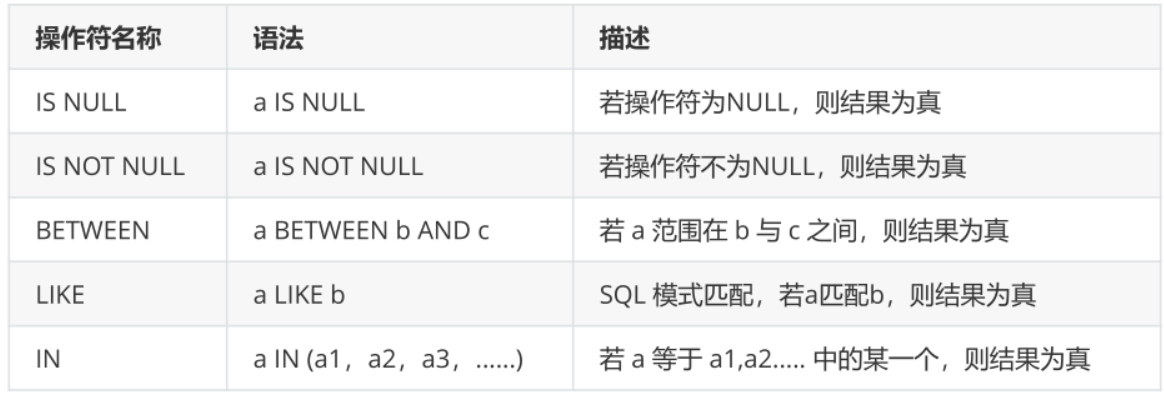 操作符名称 语法 描述
IS NULL a IS NULL 若操作符为NULL，则结果为真
IS NOT NULL a IS NOT NULL 若操作符不为NULL，则结果为真
BETWEEN a BETWEEN b AND c 若 a 范围在 b 与 c 之间，则结果为真
LIKE a LIKE b SQL 模式匹配，若a匹配b，则结果为真
IN a IN (a1，a2，a3，……) 若 a 等于 a1,a2..... 中的某一个，则结果为真